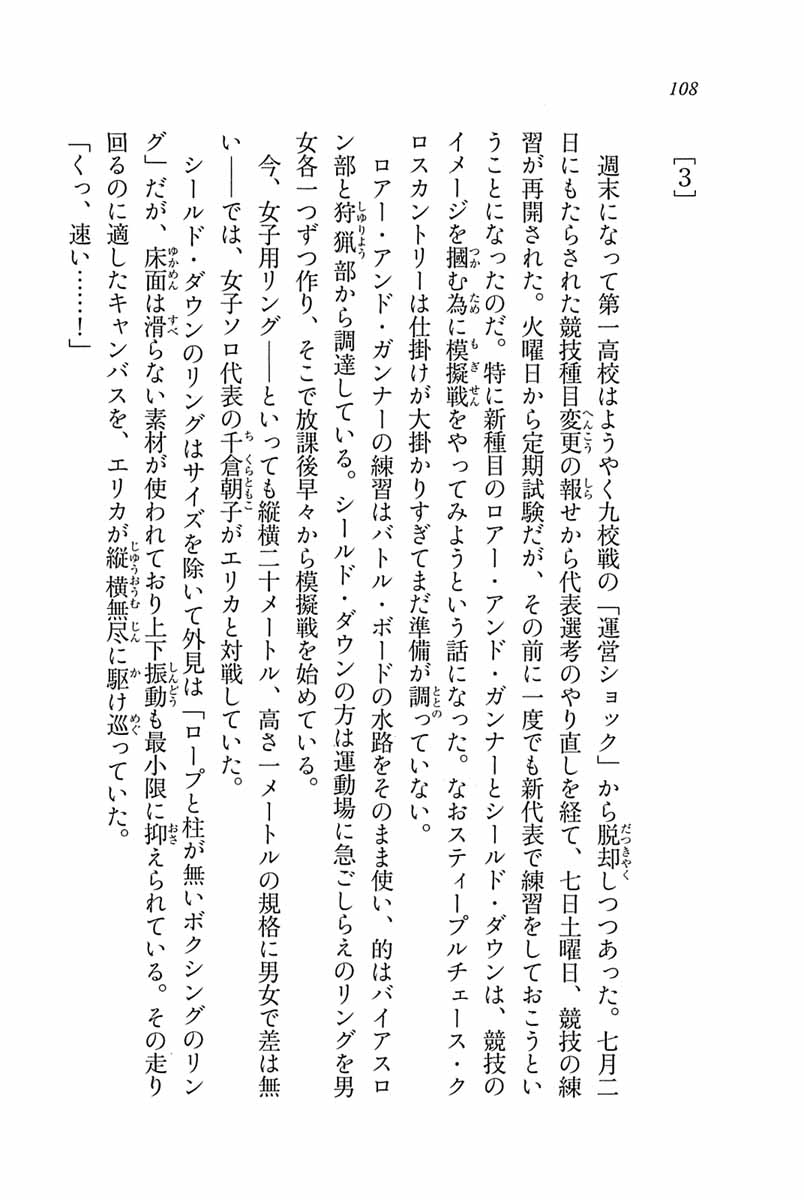 108
［3］
週末になって第一高校はようやく九校戦の「運営ショック」から脱却しつつあった。七月二
日にもたらされた競技種目変更の報せから代表選考のやり直しを経て、七日土曜日、競技の練
習が再開された。火曜日から定期試験だが、その前に一度でも新代表で練習をしておこうとい
うことになったのだ。特に新種目のロアー・アンド・ガンナーとシールド・ダウンは、競技の
イメージを摑む為に模擬戦をやってみようという話になった。なおスティープルチェース・ク
ロスカントリーは仕掛けが大掛かりすぎてまだ準備が調っていない。
ロアー・アンド・ガンナーの練習はバトル・ボードの水路をそのまま使い、的はバイアスロ
ン部と狩猟部から調達している。シールド・ダウンの方は運動場に急ごしらえのリングを男
女各一つずつ作り、そこで放課後早々から模擬戦を始めている。
今、女子用リング――といっても縦横二十メートル、高さ一メートルの規格に男女で差は無
い――では、女子ソロ代表の千倉朝子がエリカと対戦していた。
シールド・ダウンのリングはサイズを除いて外見は「ロープと柱が無いボクシングのリン
グ」だが、床面は滑らない素材が使われており上下振動も最小限に抑えられている。その走り
回るのに適したキャンバスを、エリカが縦横無尽に駆け巡っていた。
「くっ、速い……！」